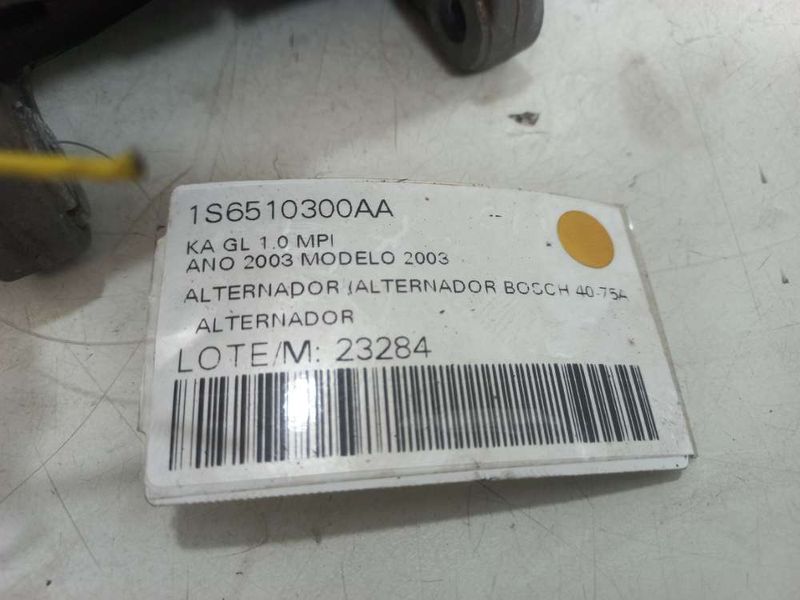 1S6510300AA
KA GL 1.0 MPI
ANO 2003 MODELO 2003
ALTERNADOR (ALTERNADOR BOSCH 40-75A
ALTERNADOR
LOTE/M: 23284